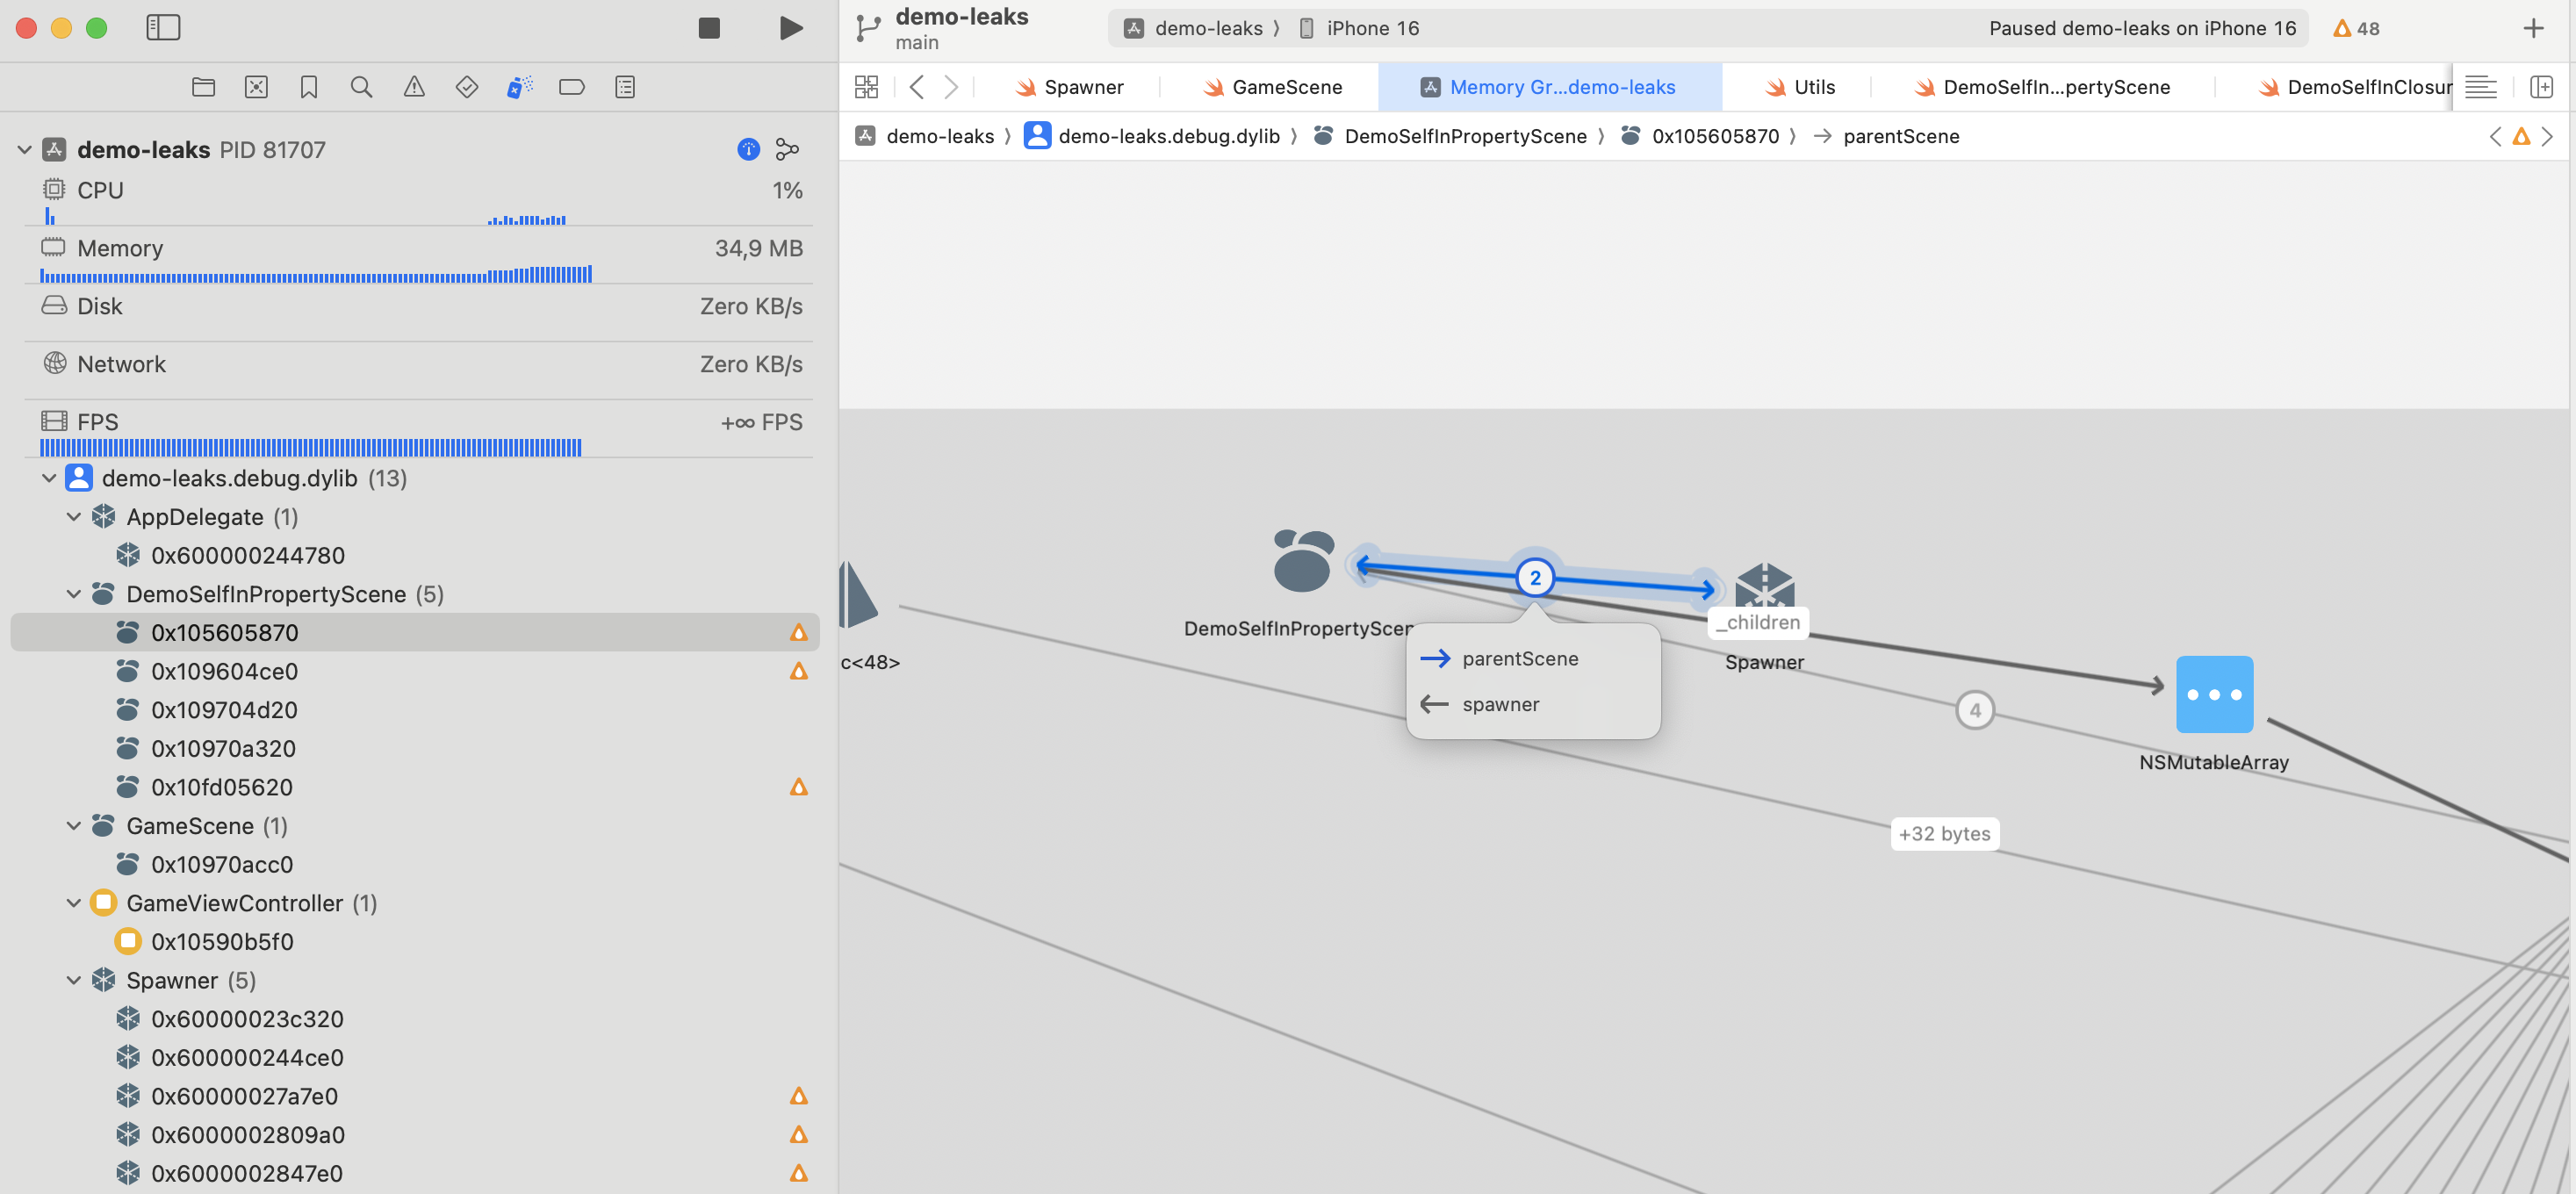 demo-leaks
main
demo-leaks 〉 iPhone 16
Paused demo-leaks on iPhone 16
48
Spawner
GameScene
Memory Gr...demo-leaks
Utils
DemoSelfIn...pertyScene
DemoSelfInClosur
demo-leaks 〉 demo-leaks.debug.dylib 〉 DemoSelfInPropertyScene 〉 0x105605870 〉 parentScene
demo-leaks PID 81707
CPU 1%
Memory 34,9 MB
Disk Zero KB/s
Network Zero KB/s
FPS +∞ FPS
demo-leaks.debug.dylib (13)
AppDelegate (1)
0x600000244780
DemoSelfInPropertyScene (5)
0x105605870
0x109604ce0
0x109704d20
0x10970a320
0x10fd05620
GameScene (1)
0x10970acc0
GameViewController (1)
0x10590b5f0
Spawner (5)
0x60000023c320
0x600000244ce0
0x60000027a7e0
0x6000002809a0
0x6000002847e0
c<48>
DemoSelfInPropertyScen
2
parentScene
spawner
_children
Spawner
4
NSMutableArray
+32 bytes